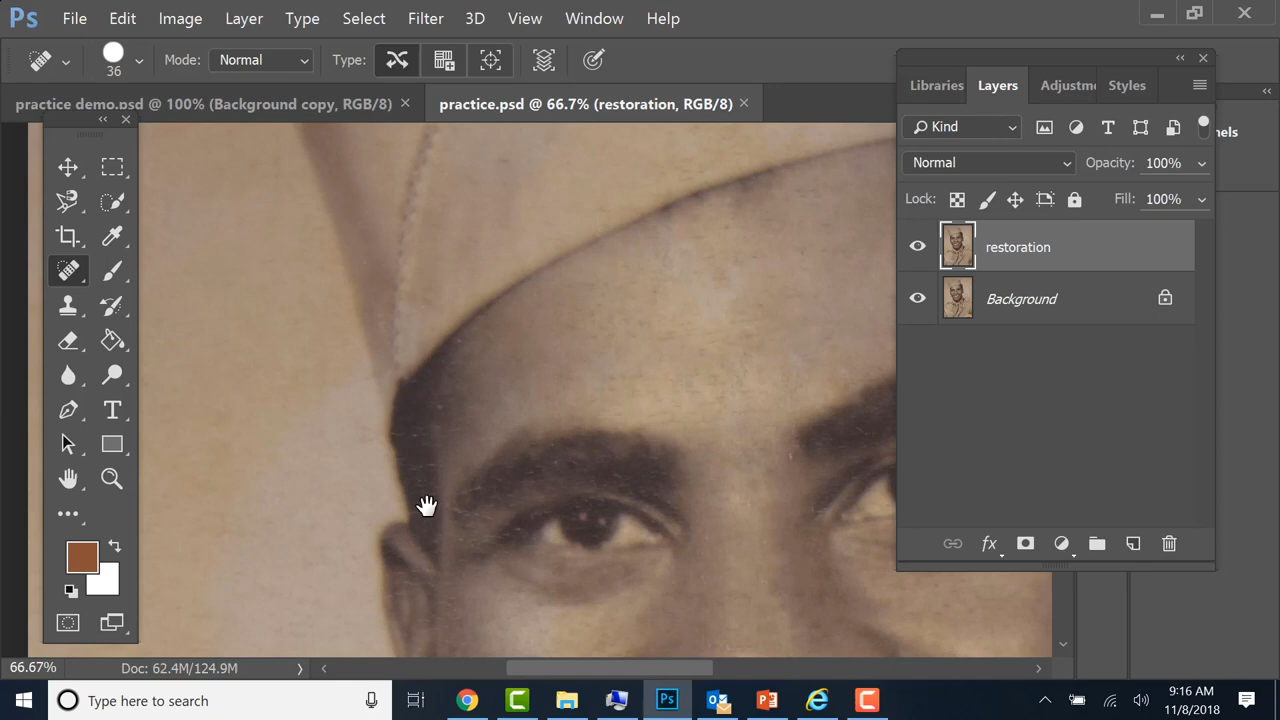 Ps File Edit Image Layer Type Select Filter 3D View Window Help
36 Mode: Normal Type:
practice demo.psd @ 100% (Background copy, RGB/8) × practice.psd @ 66.7% (restoration, RGB/8) ×
Libraries Layers Adjustme Styles
Kind
nels
Normal Opacity: 100%
Lock: Fill: 100%
restoration
Background
fx
T
T
66.67% Doc: 62.4M/124.9M
Type here to search
Ps
9:16 AM
11/8/2018